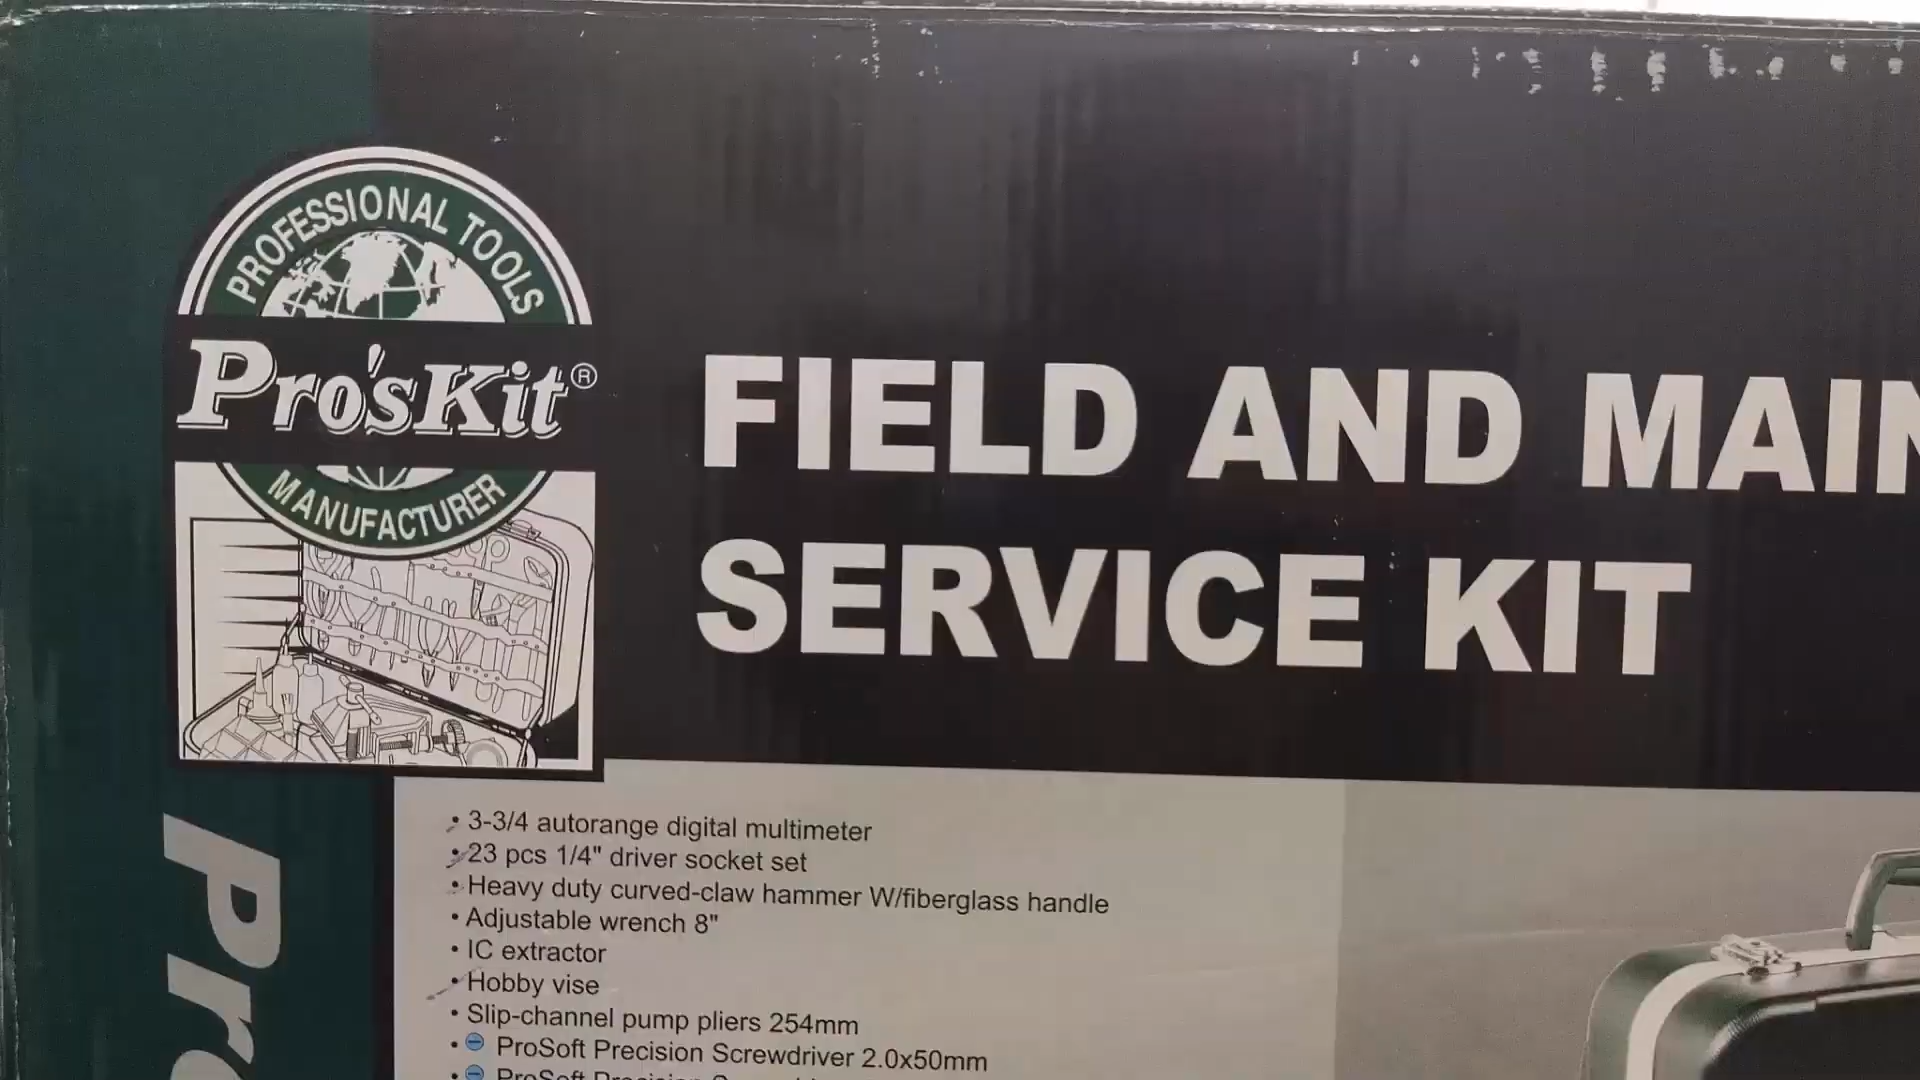 PROFESSIONAL TOOLS
Pro'sKit®
MANUFACTURER
FIELD AND MAIN
SERVICE KIT
• 3-3/4 autorange digital multimeter
• 23 pcs 1/4" driver socket set
• Heavy duty curved-claw hammer W/fiberglass handle
• Adjustable wrench 8"
• IC extractor
• Hobby vise
• Slip-channel pump pliers 254mm
• ProSoft Precision Screwdriver 2.0x50mm
• ProSoft
Pro